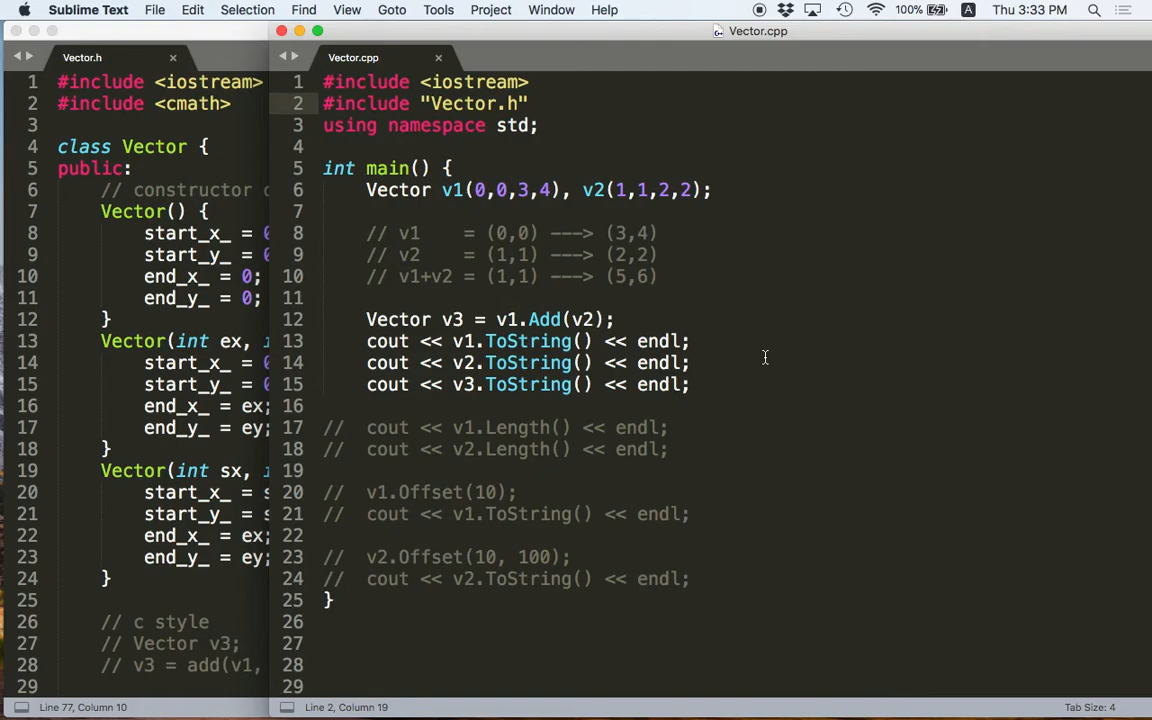 Sublime Text File Edit Selection Find View Goto Tools Project Window Help 100% A Thu 3:33 PM
Vector.h
1 #include <iostream>
2 #include <cmath>
3
4 class Vector {
5 public:
6 // constructor
7 Vector() {
8 start_x_ =
9 start_y_ =
10 end_x_ = 0;
11 end_y_ = 0;
12 }
13 Vector(int ex,
14 start_x_ =
15 start_y_ =
16 end_x_ = ex;
17 end_y_ = ey;
18 }
19 Vector(int sx,
20 start_x_ =
21 start_y_ =
22 end_x_ = ex;
23 end_y_ = ey;
24 }
25
26 // c style
27 // Vector v3;
28 // v3 = add(v1,
29
Line 77, Column 10
Vector.cpp
Vector.cpp
1 #include <iostream>
2 #include "Vector.h"
3 using namespace std;
4
5 int main() {
6 Vector v1(0,0,3,4), v2(1,1,2,2);
7
8 // v1 = (0,0) ---> (3,4)
9 // v2 = (1,1) ---> (2,2)
10 // v1+v2 = (1,1) ---> (5,6)
11
12 Vector v3 = v1.Add(v2);
13 cout << v1.ToString() << endl;
14 cout << v2.ToString() << endl;
15 cout << v3.ToString() << endl;
16
17 // cout << v1.Length() << endl;
18 // cout << v2.Length() << endl;
19
20 // v1.Offset(10);
21 // cout << v1.ToString() << endl;
22
23 // v2.Offset(10, 100);
24 // cout << v2.ToString() << endl;
25 }
26
27
28
29
Line 2, Column 19
Tab Size: 4